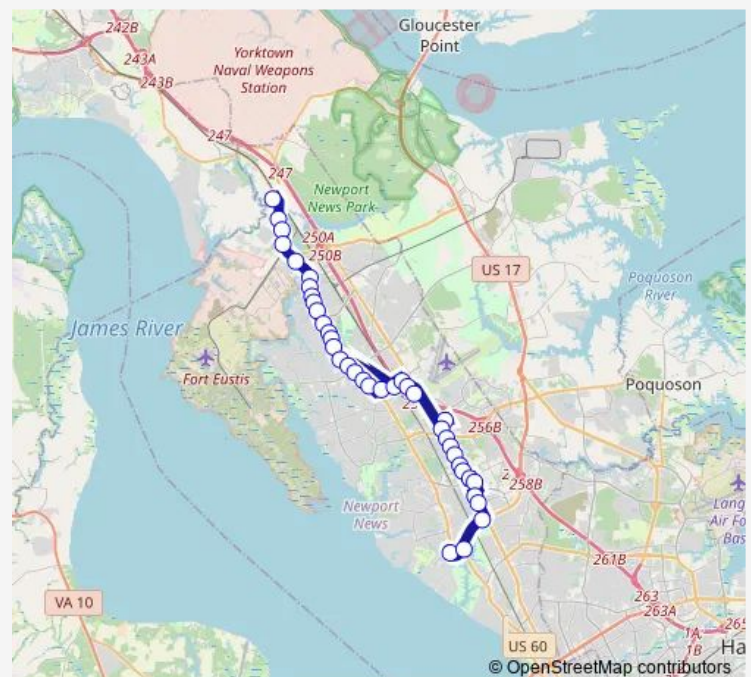 242B
Gloucester
Point
243A
Yorktown
Naval Weapons
Station
243B
247
247
Newport
News Park
250A
250B
US 17
Poquoson
River
James River
Fort Eustis
Poquoson
256B
258B
Newport
News
261B
VA 10
263
263A
1A
1B
US 60
© OpenStreetMap contributors